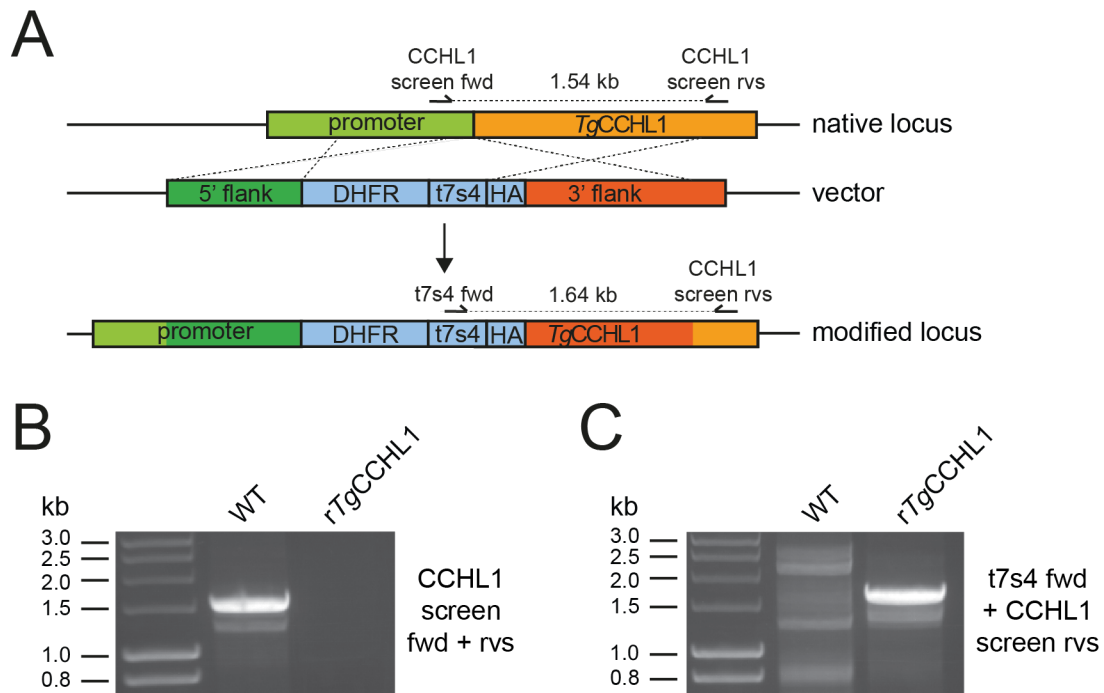 A
CCHL1
screen fwd
1.54 kb
CCHL1
screen rvs
promoter
TgCCHL1
native locus
5' flank
DHFR
t7s4
HA
3' flank
vector
t7s4 fwd
1.64 kb
CCHL1
screen rvs
promoter
DHFR
t7s4
HA
TgCCHL1
modified locus
B
kb
WT
rTgCCHL1
3.0
2.5
2.0
1.5
1.0
0.8
CCHL1
screen
fwd + rvs
C
kb
WT
rTgCCHL1
3.0
2.5
2.0
1.5
1.0
0.8
t7s4 fwd
+ CCHL1
screen rvs